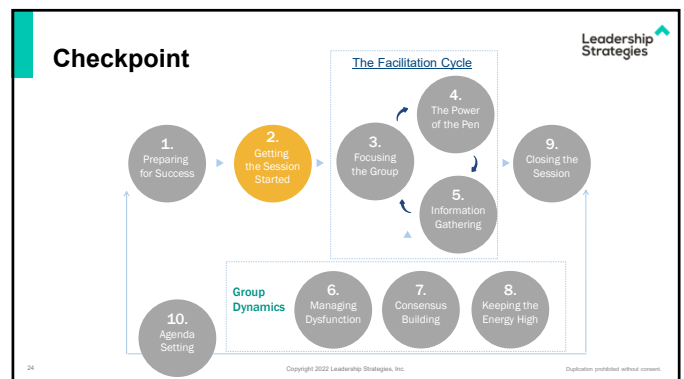 Checkpoint
Leadership
Strategies
The Facilitation Cycle
1.
Preparing
for Success
2.
Getting
the Session
Started
3.
Focusing
the Group
4.
The Power
of the Pen
5.
Information
Gathering
9.
Closing the
Session
Group
Dynamics
6.
Managing
Dysfunction
7.
Consensus
Building
8.
Keeping the
Energy High
10.
Agenda
Setting
24
Copyright 2022 Leadership Strategies, Inc.
Duplication prohibited without consent.